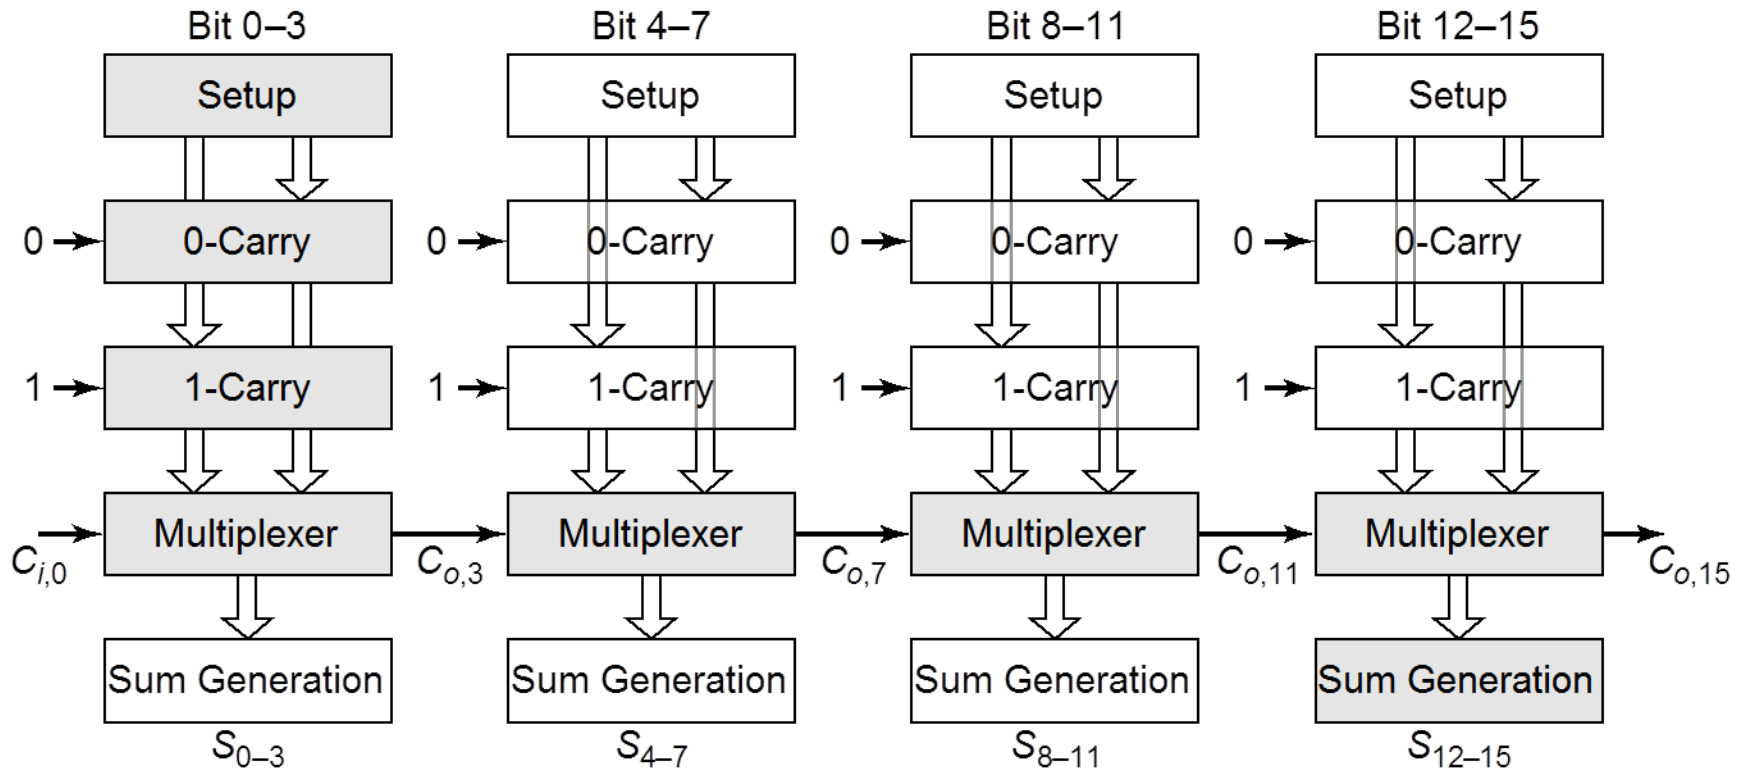 Bit 0–3 Bit 4–7 Bit 8–11 Bit 12–15
Setup Setup Setup Setup
0 0-Carry 0 0-Carry 0 0-Carry 0 0-Carry
1 1-Carry 1 1-Carry 1 1-Carry 1 1-Carry
Multiplexer Multiplexer Multiplexer Multiplexer
Ci,0 Co,3 Co,7 Co,11 Co,15
Sum Generation Sum Generation Sum Generation Sum Generation
S0–3 S4–7 S8–11 S12–15